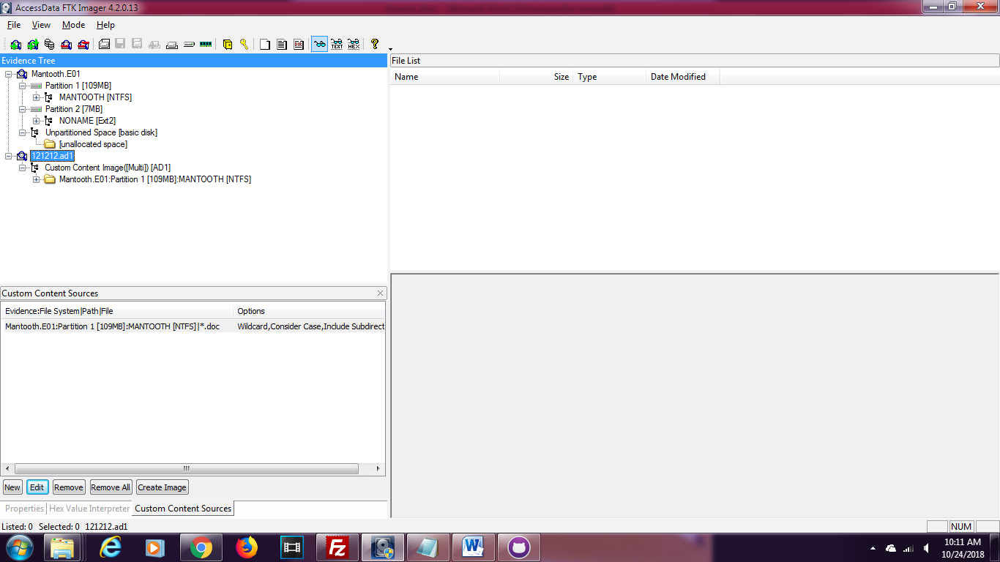 AccessData FTK Imager 4.2.0.13
File View Mode Help
TEXT HEX
Evidence Tree
Mantooth.E01
Partition 1 [109MB]
MANTOOTH [NTFS]
Partition 2 [7MB]
NONAME [Ext2]
Unpartitioned Space [basic disk]
[unallocated space]
121212.ad1
Custom Content Image([Multi]) [AD1]
Mantooth.E01:Partition 1 [109MB]:MANTOOTH [NTFS]
File List
Name Size Type Date Modified
Custom Content Sources
Evidence:File System|Path|File Options
Mantooth.E01:Partition 1 [109MB]:MANTOOTH [NTFS]|*.doc Wildcard,Consider Case,Include Subdirect
New Edit Remove Remove All Create Image
Properties Hex Value Interpreter Custom Content Sources
Listed: 0 Selected: 0 121212.ad1
NUM
10:11 AM
10/24/2018